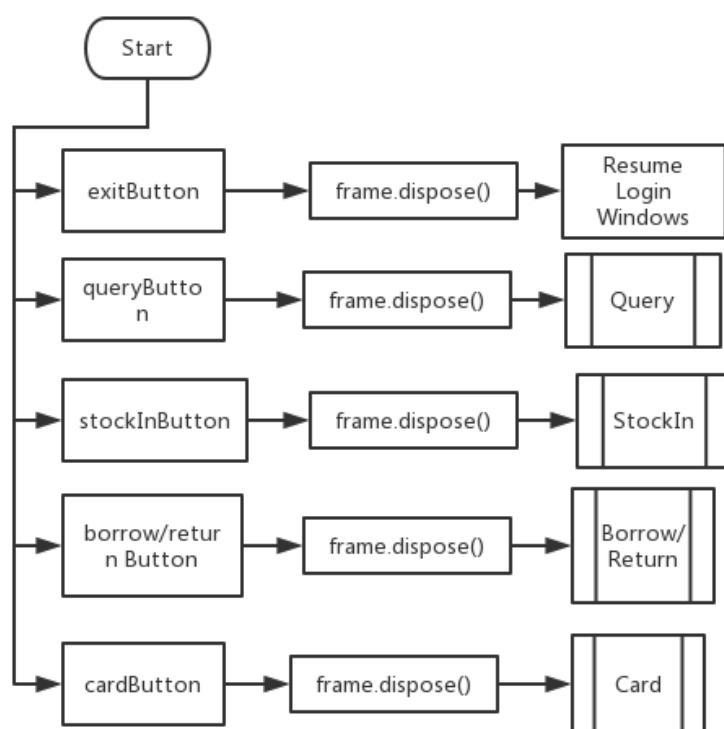 Start
exitButton
frame.dispose()
Resume
Login
Windows
queryButto
n
frame.dispose()
Query
stockInButton
frame.dispose()
StockIn
borrow/retur
n Button
frame.dispose()
Borrow/
Return
cardButton
frame.dispose()
Card